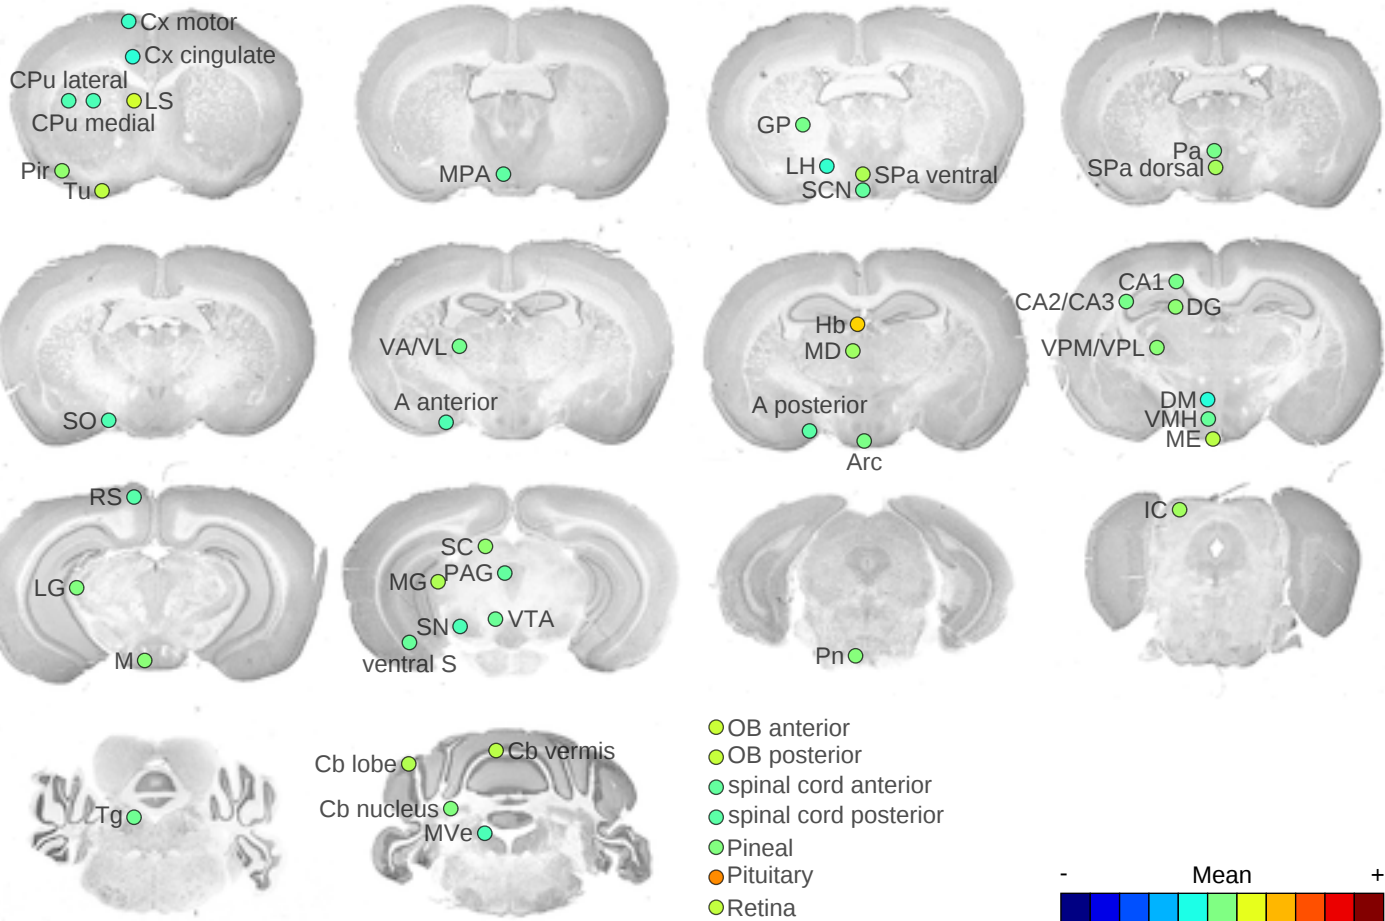 Cx motor
Cx cingulate
CPu lateral
LS
CPu medial
Pir
Tu
MPA
GP
LH
SPa ventral
SCN
Pa
SPa dorsal
SO
VA/VL
A anterior
Hb
MD
A posterior
Arc
CA1
CA2/CA3
DG
VPM/VPL
DM
VMH
ME
RS
LG
M
SC
MG
PAG
SN
VTA
ventral S
Pn
IC
Tg
Cb lobe
Cb vermis
Cb nucleus
MVe
OB anterior
OB posterior
spinal cord anterior
spinal cord posterior
Pineal
Pituitary
Retina
- Mean +